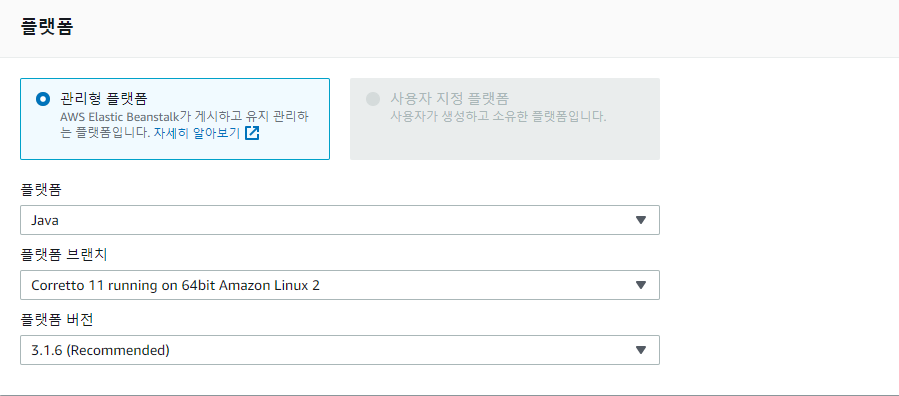 플랫폼
관리형 플랫폼
AWS Elastic Beanstalk가 게시하고 유지 관리하
는 플랫폼입니다. 자세히 알아보기
사용자 지정 플랫폼
사용자가 생성하고 소유한 플랫폼입니다.
플랫폼
Java
플랫폼 브랜치
Corretto 11 running on 64bit Amazon Linux 2
플랫폼 버전
3.1.6 (Recommended)